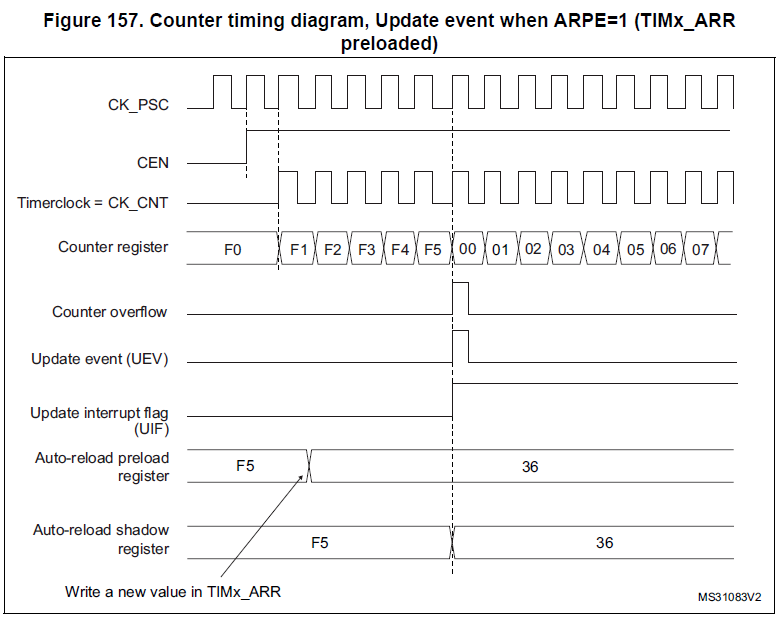 Figure 157. Counter timing diagram, Update event when ARPE=1 (TIMx_ARR
preloaded)
CK_PSC
CEN
Timerclock = CK_CNT
Counter register F0 F1 F2 F3 F4 F5 00 01 02 03 04 05 06 07
Counter overflow
Update event (UEV)
Update interrupt flag
(UIF)
Auto-reload preload
register
F5 36
Auto-reload shadow
register
F5 36
Write a new value in TIMx_ARR
MS31083V2